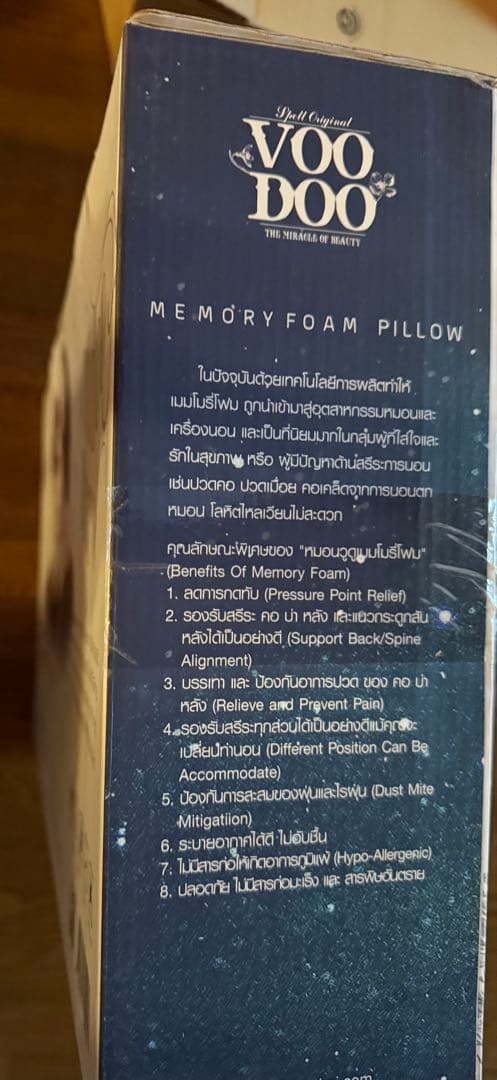 Spell Original
VOO
DOO
THE MIRACLE OF BEAUTY
MEMORY FOAM PILLOW
ในปัจจุบันด้วยเทคโนโลยีการผลิตทำให้
เมมโมรี่โฟม ถูกนำเข้ามาสู่อุตสาหกรรมหมอนและ
เครื่องนอน และเป็นที่นิยมมากในกลุ่มผู้ที่ใส่ใจและ
รักในสุขภาพ หรือ ผู้มีปัญหาด้านสรีระการนอน
เช่นปวดคอ ปวดเมื่อย คอเคล็ดจากการนอนตก
หมอน โลหิตไหลเวียนไม่สะดวก
คุณลักษณะพิเศษของ "หมอนวูดูเมมโมรี่โฟม"
(Benefits Of Memory Foam)
1. ลดการกดทับ (Pressure Point Relief)
2. รองรับสรีระ คอ บ่า หลัง และแนวกระดูกสัน
หลังได้เป็นอย่างดี (Support Back/Spine
Alignment)
3. บรรเทา และ ป้องกันอาการปวด ของ คอ บ่า
หลัง (Relieve and Prevent Pain)
4. รองรับสรีระทุกส่วนได้เป็นอย่างดีแม้คุณจะ
เปลี่ยนท่านอน (Different Position Can Be
Accommodate)
5. ป้องกันการสะสมของฝุ่นและไรฝุ่น (Dust Mite
Mitigatiion)
6. ระบายอากาศได้ดี ไม่อับชื้น
7. ไม่มีสารก่อให้เกิดอาการภูมิแพ้ (Hypo-Allergenic)
8. ปลอดภัย ไม่มีสารก่อมะเร็ง และ สารพิษอันตราย